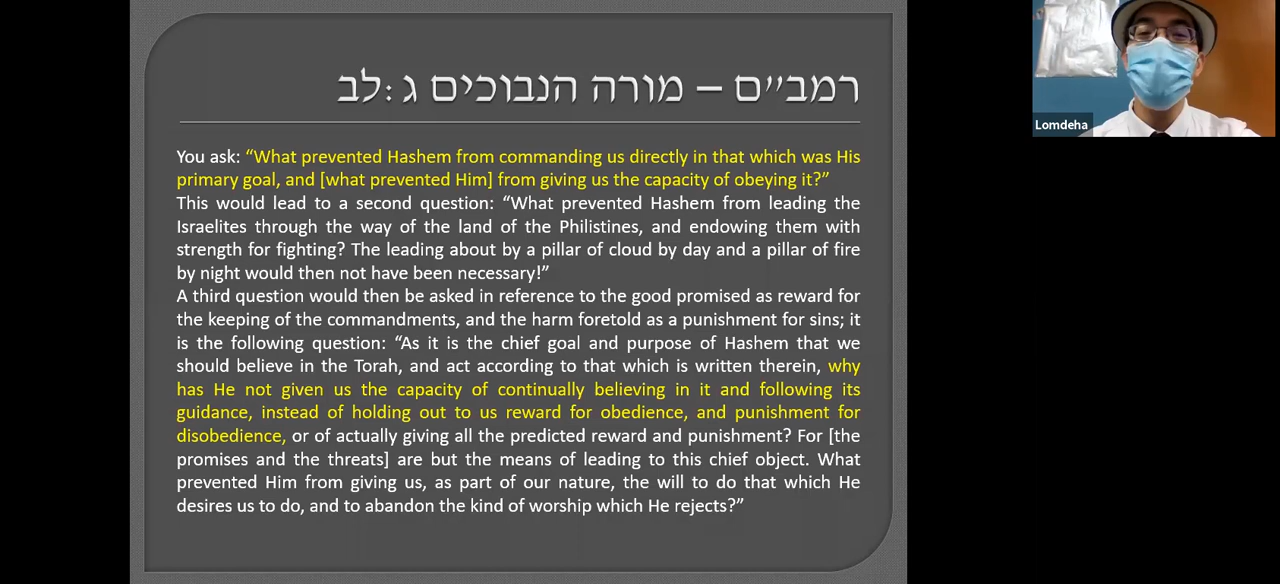 רמב״ם – מורה הנבוכים ג :לב
You ask: “What prevented Hashem from commanding us directly in that which was His
primary goal, and [what prevented Him] from giving us the capacity of obeying it?”
This would lead to a second question: “What prevented Hashem from leading the
Israelites through the way of the land of the Philistines, and endowing them with
strength for fighting? The leading about by a pillar of cloud by day and a pillar of fire
by night would then not have been necessary!”
A third question would then be asked in reference to the good promised as reward for
the keeping of the commandments, and the harm foretold as a punishment for sins; it
is the following question: “As it is the chief goal and purpose of Hashem that we
should believe in the Torah, and act according to that which is written therein, why
has He not given us the capacity of continually believing in it and following its
guidance, instead of holding out to us reward for obedience, and punishment for
disobedience, or of actually giving all the predicted reward and punishment? For [the
promises and the threats] are but the means of leading to this chief object. What
prevented Him from giving us, as part of our nature, the will to do that which He
desires us to do, and to abandon the kind of worship which He rejects?”
Lomdeha